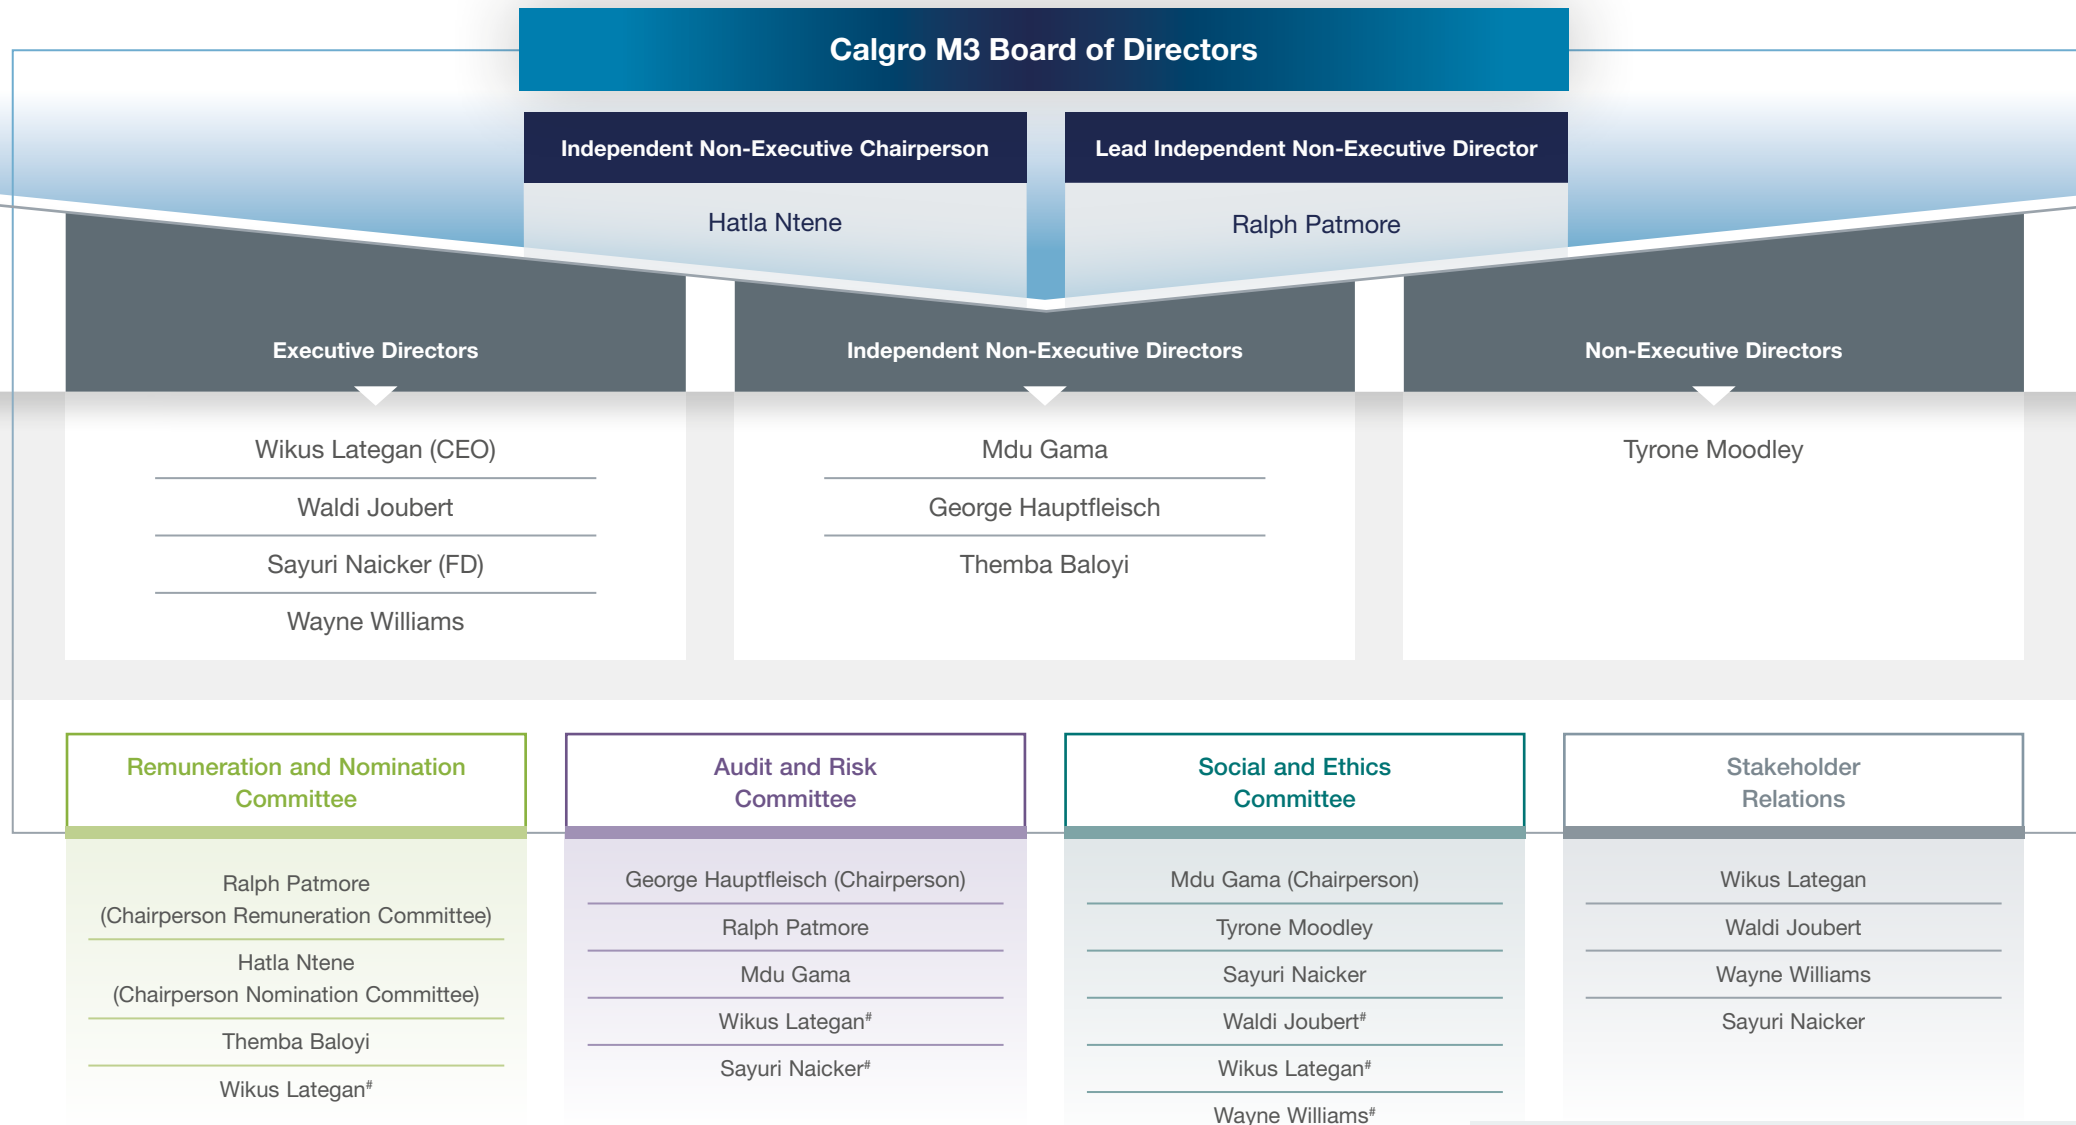 Calgro M3 Board of Directors
Independent Non-Executive Chairperson
Hatla Ntene
Lead Independent Non-Executive Director
Ralph Patmore
Executive Directors
Wikus Lategan (CEO)
Waldi Joubert
Sayuri Naicker (FD)
Wayne Williams
Independent Non-Executive Directors
Mdu Gama
George Hauptfleisch
Themba Baloyi
Non-Executive Directors
Tyrone Moodley
Remuneration and Nomination
Committee
Ralph Patmore
(Chairperson Remuneration Committee)
Hatla Ntene
(Chairperson Nomination Committee)
Themba Baloyi
Wikus Lategan#
Audit and Risk
Committee
George Hauptfleisch (Chairperson)
Ralph Patmore
Mdu Gama
Wikus Lategan#
Sayuri Naicker#
Social and Ethics
Committee
Mdu Gama (Chairperson)
Tyrone Moodley
Sayuri Naicker
Waldi Joubert#
Wikus Lategan#
Wayne Williams#
Stakeholder
Relations
Wikus Lategan
Waldi Joubert
Wayne Williams
Sayuri Naicker